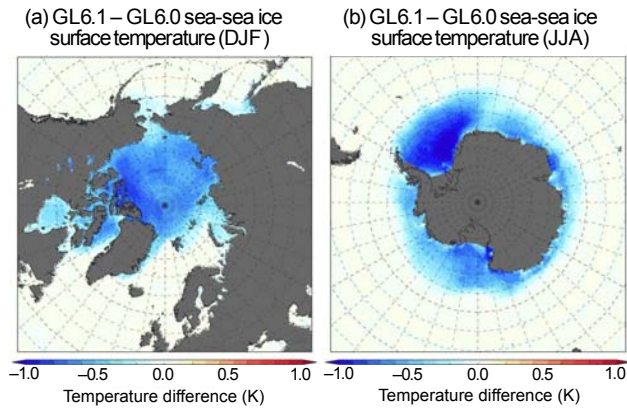 (a) GL6.1 – GL6.0 sea-sea ice
surface temperature (DJF)
(b) GL6.1 – GL6.0 sea-sea ice
surface temperature (JJA)
–1.0 –0.5 0.0 0.5 1.0
Temperature difference (K)
–1.0 –0.5 0.0 0.5 1.0
Temperature difference (K)